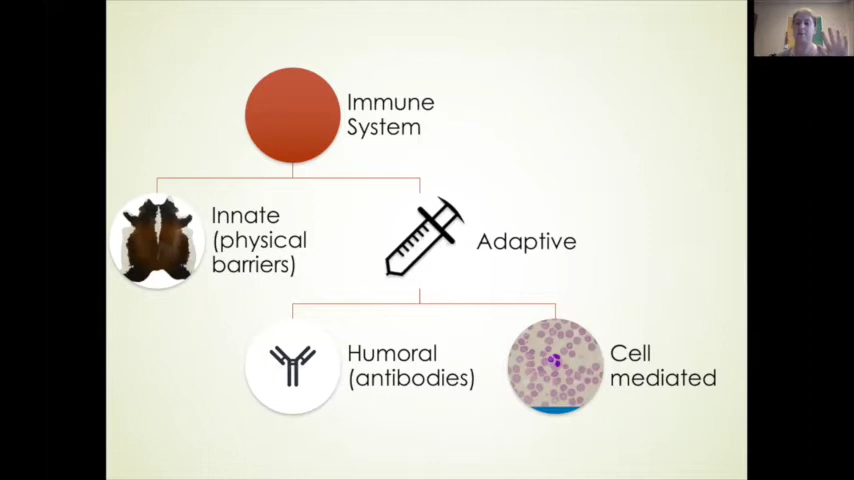 Immune
System
Innate
(physical
barriers)
Adaptive
Humoral
(antibodies)
Cell
mediated